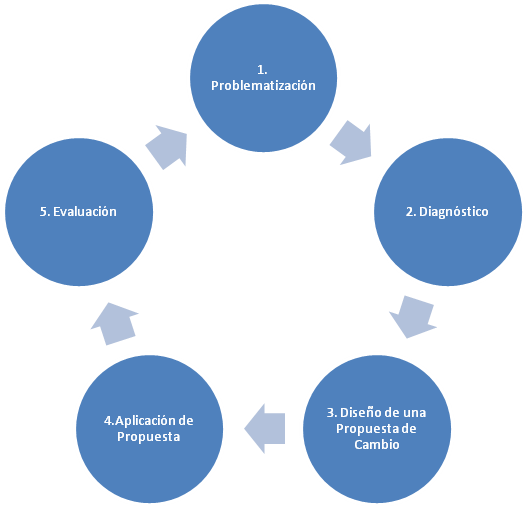 1.
Problematización
2. Diagnóstico
3. Diseño de una
Propuesta de
Cambio
4.Aplicación de
Propuesta
5. Evaluación